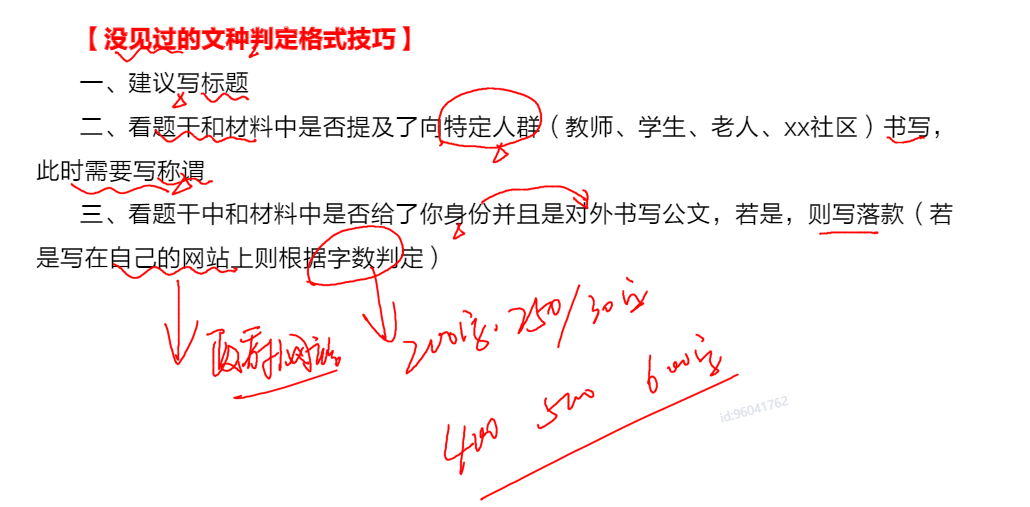 【没见过的文种判定格式技巧】
一、建议写标题
二、看题干和材料中是否提及了向特定人群（教师、学生、老人、xx社区）书写，
此时需要写称谓
三、看题干中和材料中是否给了你身份并且是对外书写公文，若是，则写落款（若
是写在自己的网站上则根据字数判定）
200字、250/30字
400 500 600字
id:96041762